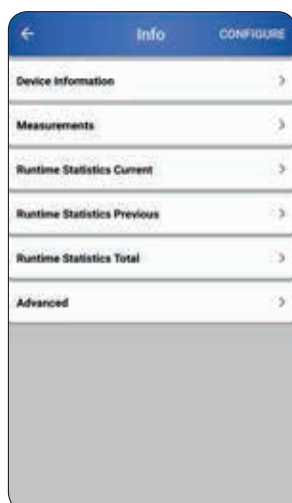 Info CONFIGURE
Device Information
Measurements
Runtime Statistics Current
Runtime Statistics Previous
Runtime Statistics Total
Advanced